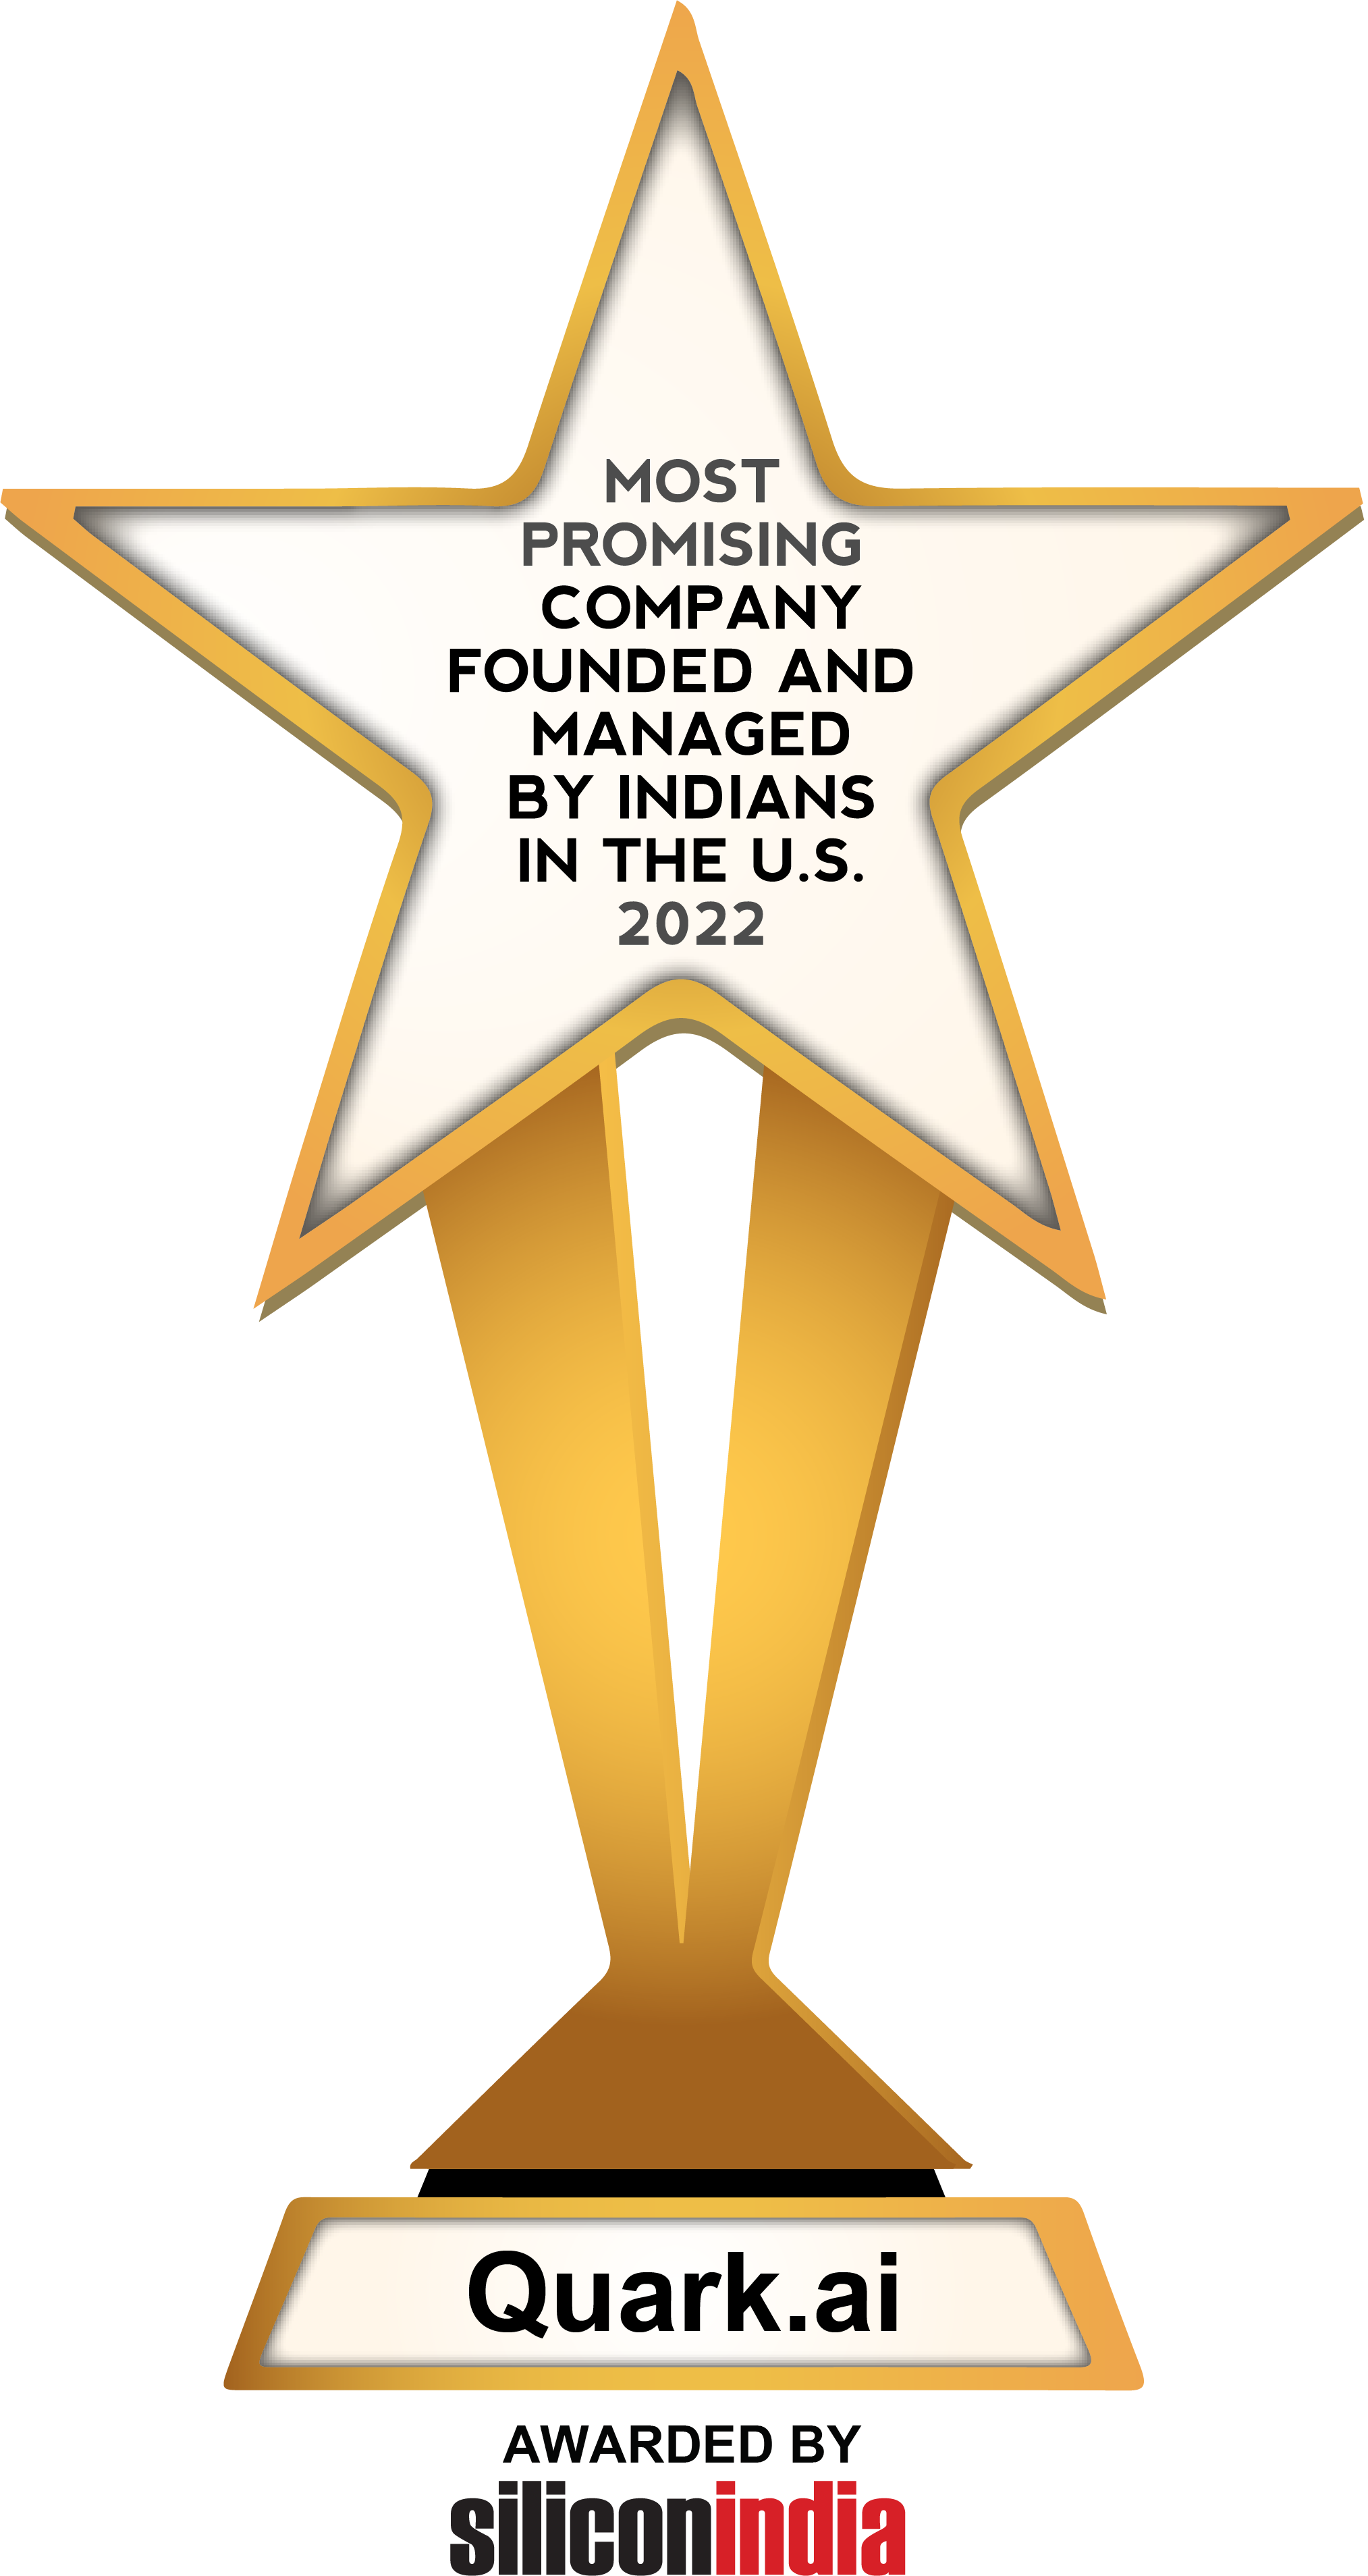 MOST
PROMISING
COMPANY
FOUNDED AND
MANAGED
BY INDIANS
IN THE U.S.
2022
Quark.ai
AWARDED BY
siliconindia